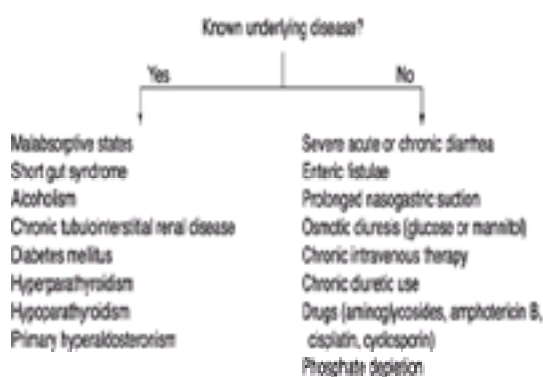 Known underlying disease?
Yes
No
Malabsorptive states
Short gut syndrome
Alcoholism
Chronic tubulointerstitial renal disease
Diabetes mellitus
Hyperparathyroidism
Hypoparathyroidism
Primary hyperaldosteronism
Severe acute or chronic diarrhea
Enteric fistulae
Prolonged nasogastric suction
Osmotic diuresis (glucose or mannitol)
Chronic intravenous therapy
Chronic diuretic use
Drugs (aminoglycosides, amphotericin B,
cisplatin, cyclosporin)
Phosphate depletion